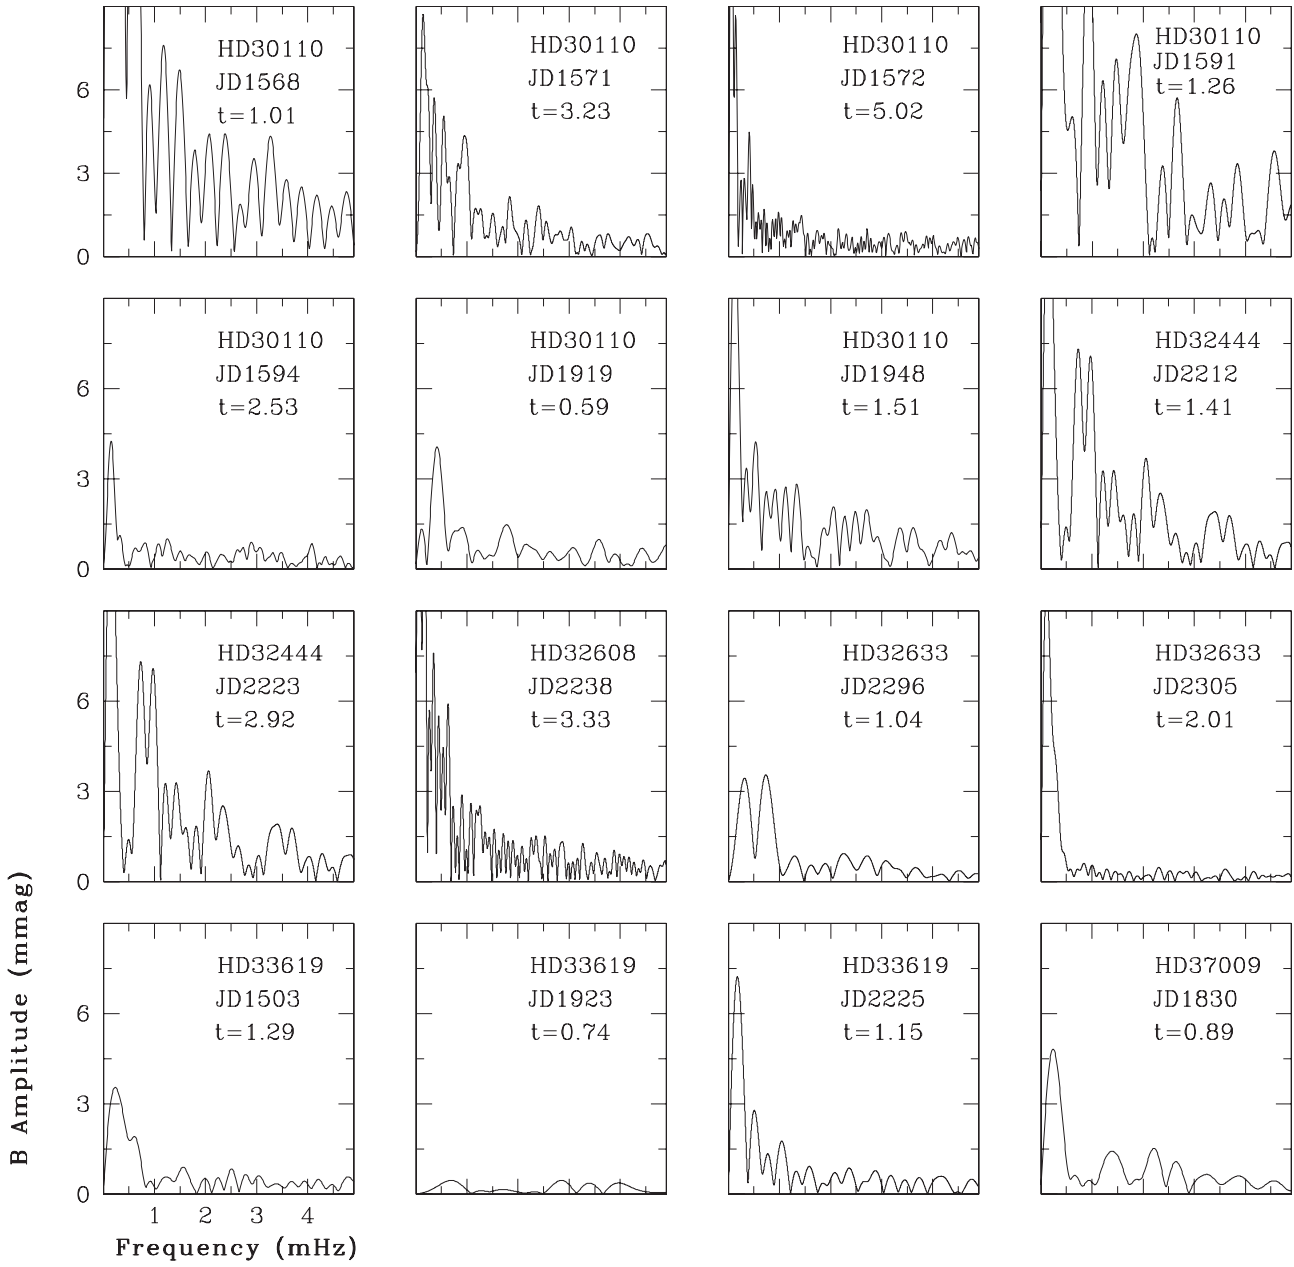 HD30110
JD1568
t=1.01
HD30110
JD1571
t=3.23
HD30110
JD1572
t=5.02
HD30110
JD1591
t=1.26
6
3
0
HD30110
JD1594
t=2.53
HD30110
JD1919
t=0.59
HD30110
JD1948
t=1.51
HD32444
JD2212
t=1.41
6
3
0
HD32444
JD2223
t=2.92
HD32608
JD2238
t=3.33
HD32633
JD2296
t=1.04
HD32633
JD2305
t=2.01
6
3
0
HD33619
JD1503
t=1.29
HD33619
JD1923
t=0.74
HD33619
JD2225
t=1.15
HD37009
JD1830
t=0.89
6
3
0
B Amplitude (mmag)
1 2 3 4
Frequency (mHz)